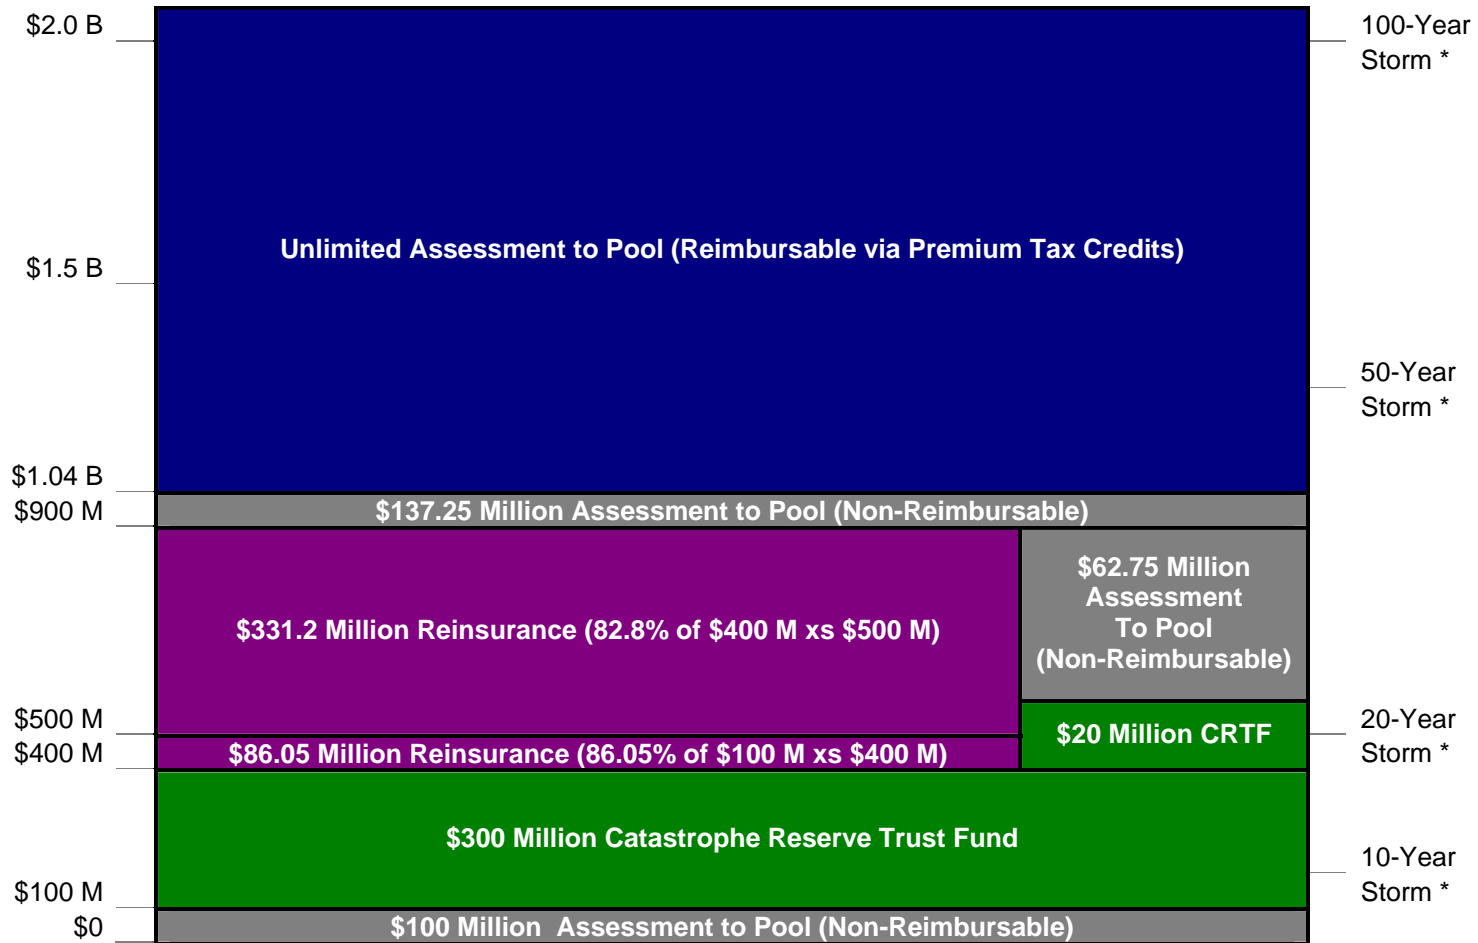 $2.0 B
100-Year
Storm *
Unlimited Assessment to Pool (Reimbursable via Premium Tax Credits)
$1.5 B
50-Year
Storm *
$1.04 B
$900 M
$137.25 Million Assessment to Pool (Non-Reimbursable)
$331.2 Million Reinsurance (82.8% of $400 M xs $500 M)
$62.75 Million
Assessment
To Pool
(Non-Reimbursable)
$500 M
$400 M
$86.05 Million Reinsurance (86.05% of $100 M xs $400 M)
$20 Million CRTF
20-Year
Storm *
$300 Million Catastrophe Reserve Trust Fund
10-Year
Storm *
$100 M
$0
$100 Million  Assessment to Pool (Non-Reimbursable)